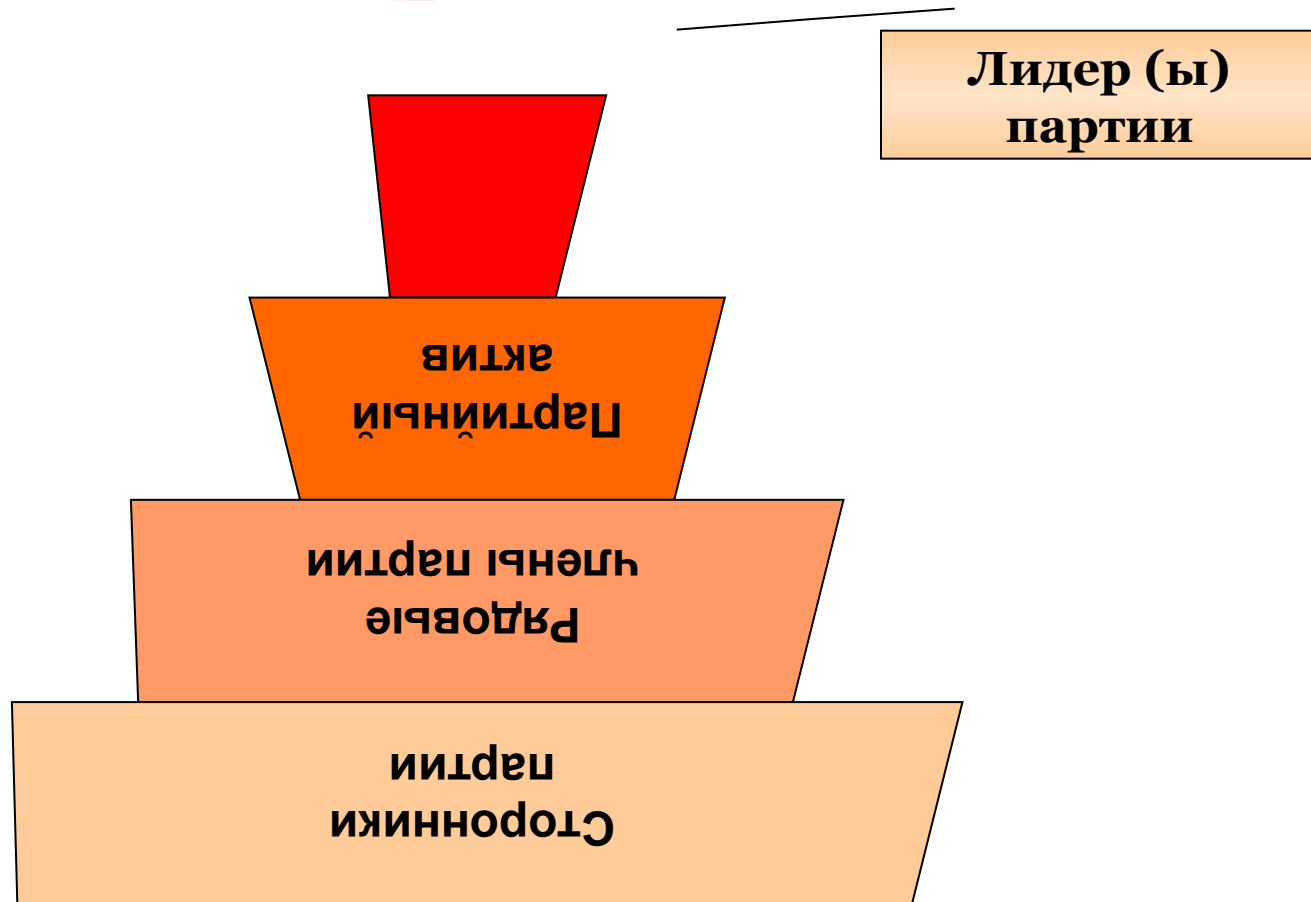 Лидер (ы)
партии
Партийный
актив
Рядовые
члены партии
Сторонники
партии